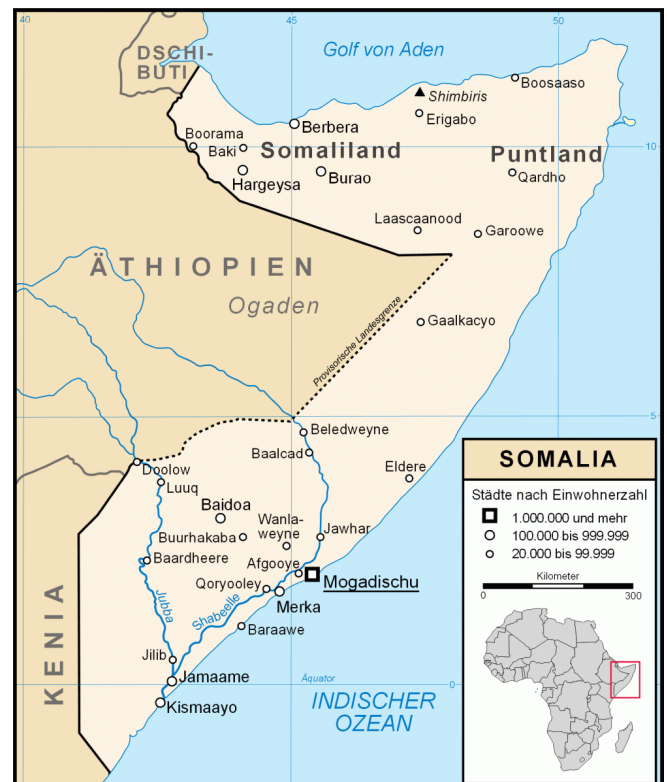 40
45
50
DSCHI-
BUTI
Golf von Aden
Boosaaso
Shimbiris
Erigabo
Berbera
Boorama
Baki
Somaliland
Puntland
10
Hargeysa
Burao
Qardho
Laascaanood
Garoowe
ÄTHIOPIEN
Ogaden
Provisorische Landesgrenze
Gaalkacyo
5
Beledweyne
Baalcad
Doolow
Luuq
Eldere
Baidoa
Buurhakaba
Wanla-
weyne
Jawhar
Baardheere
Afgooye
Mogadischu
Qoryooley
Merka
Jubba
Shabeelle
Baraawe
KENIA
Jilib
Jamaame
Äquator
0
Kismaayo
INDISCHER
OZEAN
SOMALIA
Städte nach Einwohnerzahl
1.000.000 und mehr
100.000 bis 999.999
20.000 bis 99.999
Kilometer
0 300